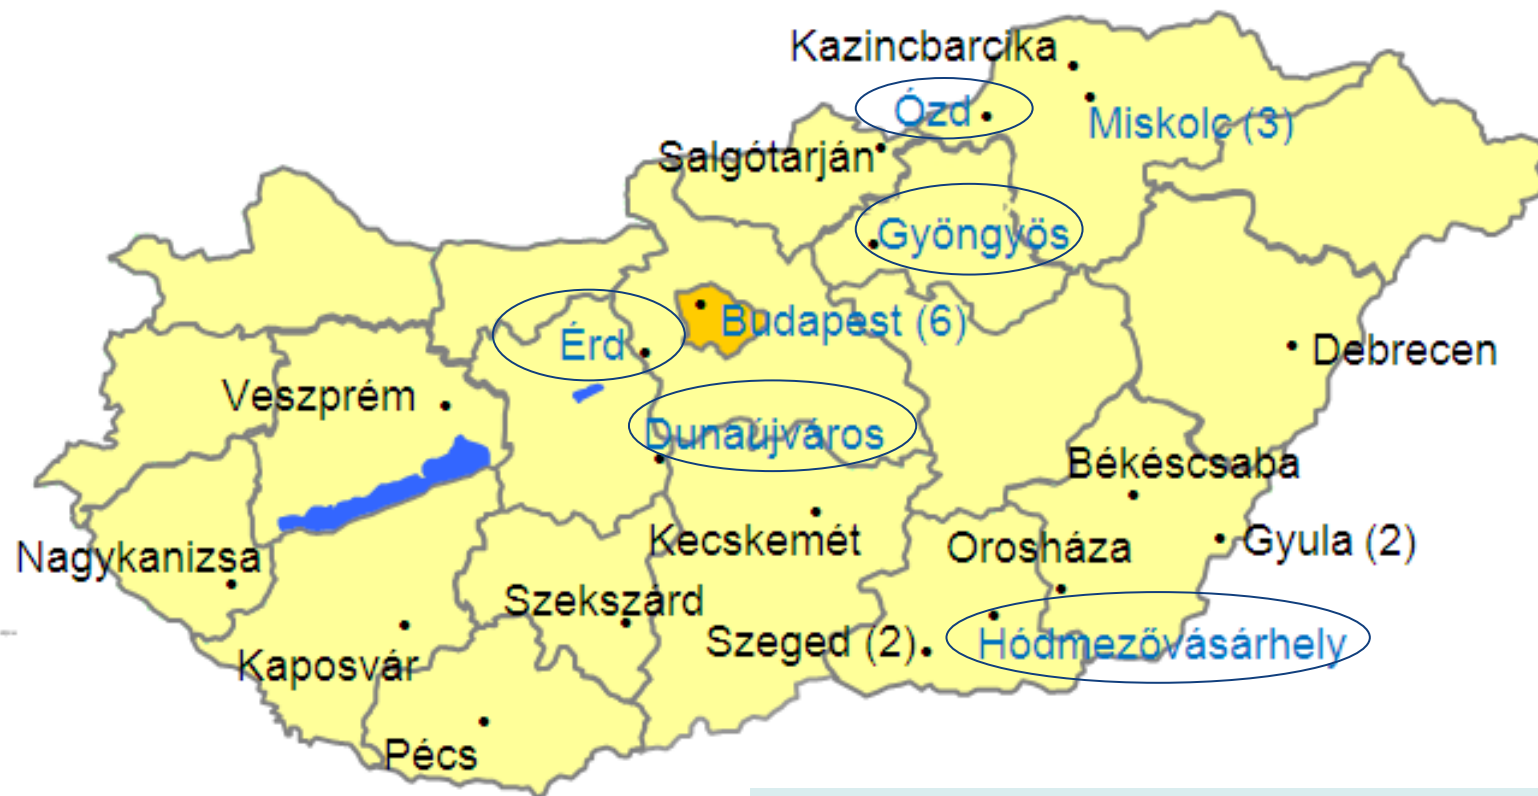 Kazincbarcika
Ózd
Miskolc (3)
Salgótarján
Gyöngyös
Budapest (6)
Érd
Debrecen
Veszprém
Dunaújváros
Békéscsaba
Kecskemét
Orosháza
Gyula (2)
Nagykanizsa
Szekszárd
Szeged (2)
Hódmezővásárhely
Kaposvár
Pécs